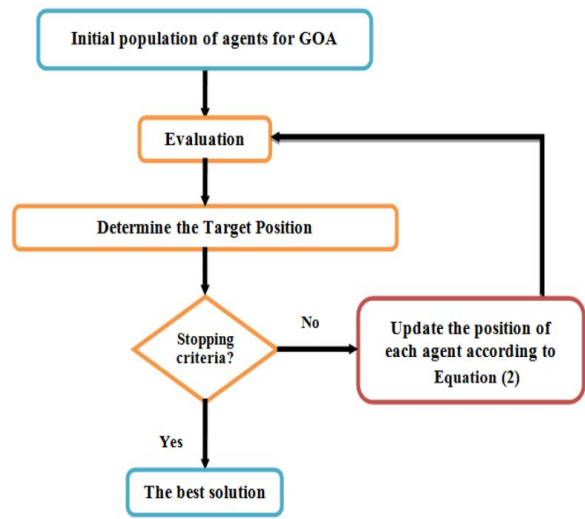 Initial population of agents for GOA
Evaluation
Determine the Target Position
Stopping
criteria?
No
Update the position of
each agent according to
Equation (2)
Yes
The best solution